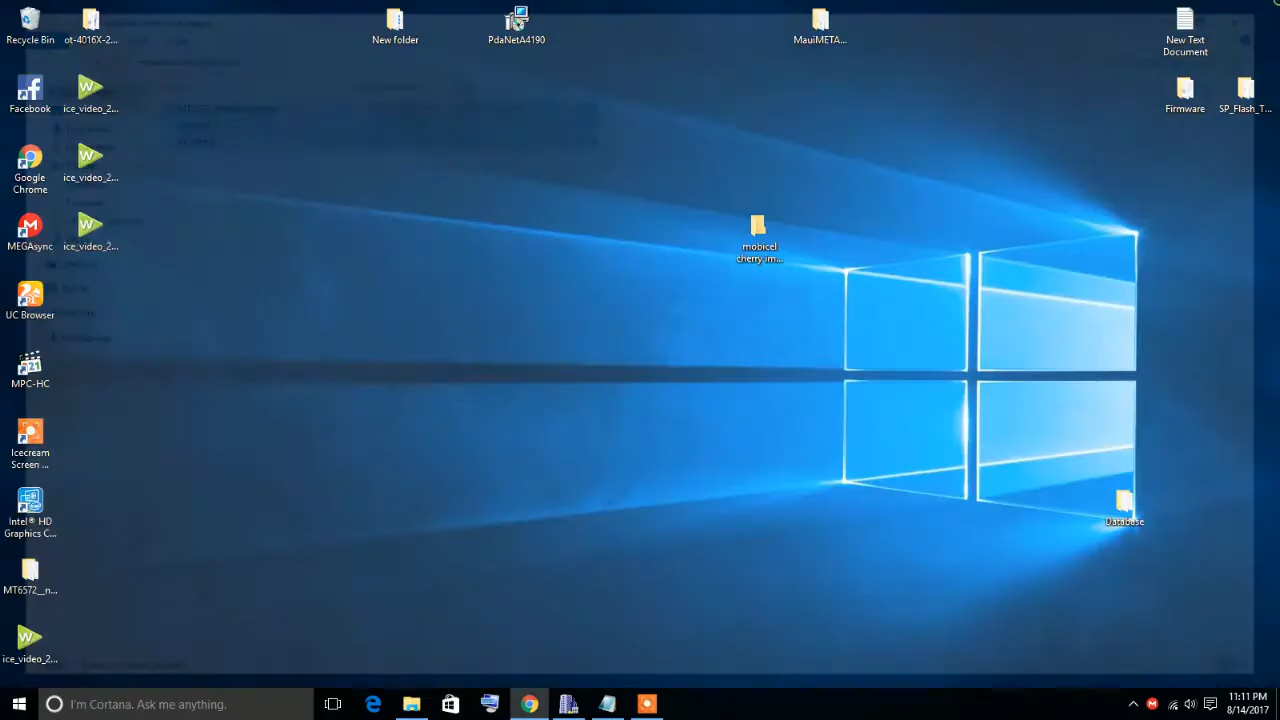 Recycle Bin
ot-4016X-2...
New folder
PdaNetA4190
MauiMETA...
New Text
Document
Facebook
ice_video_2...
Firmware
SP_Flash_T...
Google
Chrome
ice_video_2...
MEGAsync
ice_video_2...
mobicel
cherry im...
UC Browser
MPC-HC
Icecream
Screen ...
Intel® HD
Graphics C...
Database
MT6572__n...
ice_video_2...
I'm Cortana. Ask me anything.
11:11 PM
8/14/2017